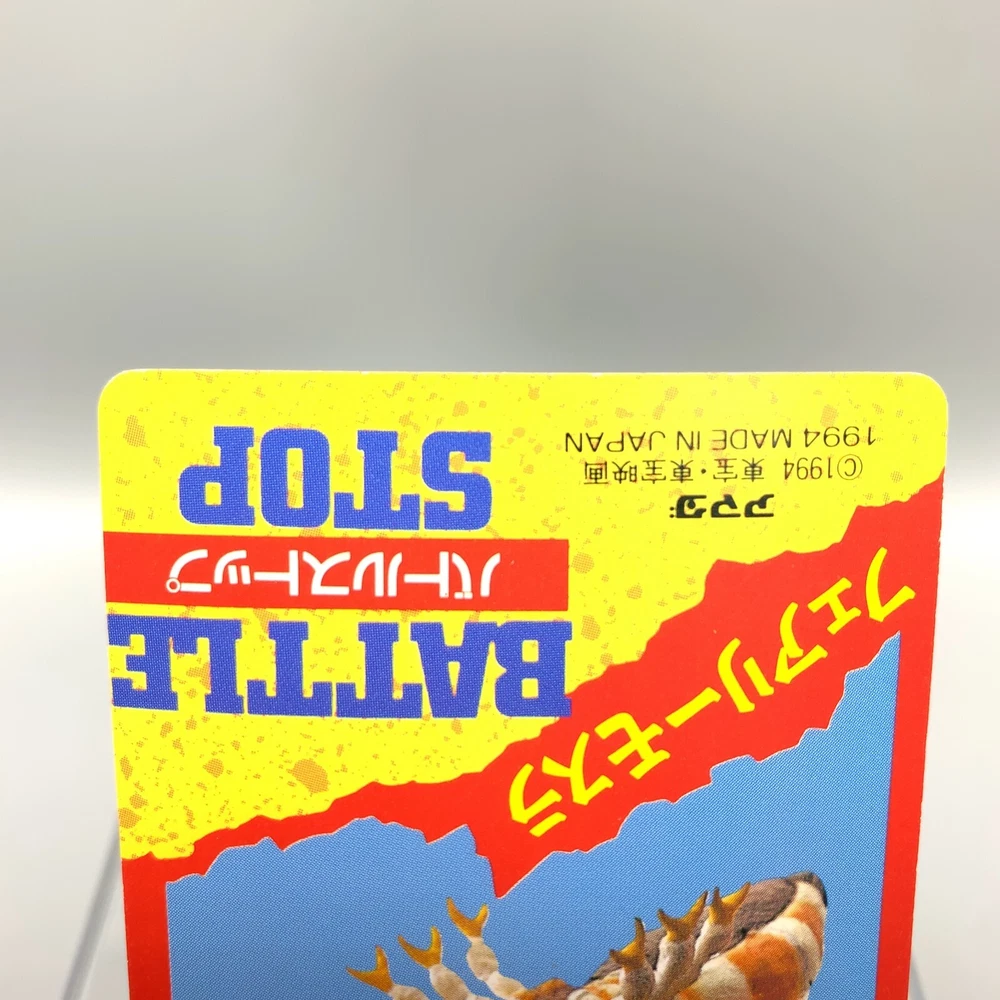 フェアリーモスラ
BATTLE
バトルストップ
STOP
アマダ
©1994 東宝・東宝映画
1994 MADE IN JAPAN